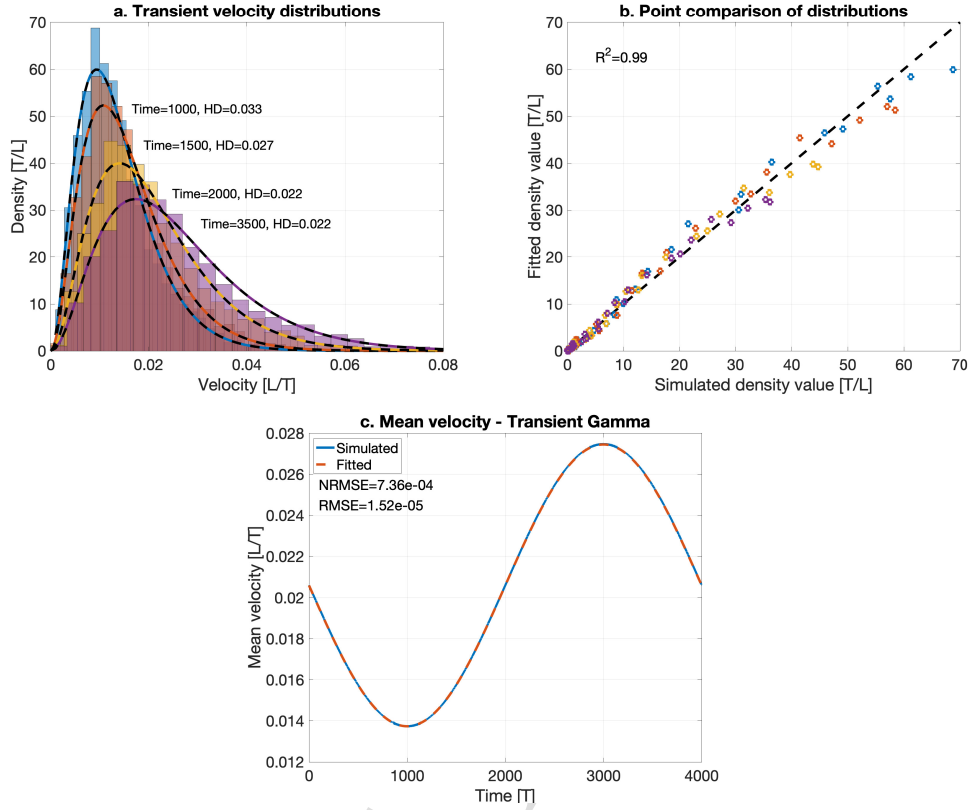 a. Transient velocity distributions
70
60
50
40
30
20
10
0
Density [T/L]
Time=1000, HD=0.033
Time=1500, HD=0.027
Time=2000, HD=0.022
Time=3500, HD=0.022
0 0.02 0.04 0.06 0.08
Velocity [L/T]
b. Point comparison of distributions
70
60
50
40
30
20
10
0
Fitted density value [T/L]
R²=0.99
0 10 20 30 40 50 60 70
Simulated density value [T/L]
c. Mean velocity - Transient Gamma
0.028
0.026
0.024
0.022
0.02
0.018
0.016
0.014
0.012
Mean velocity [L/T]
Simulated
Fitted
NRMSE=7.36e-04
RMSE=1.52e-05
0 1000 2000 3000 4000
Time [T]